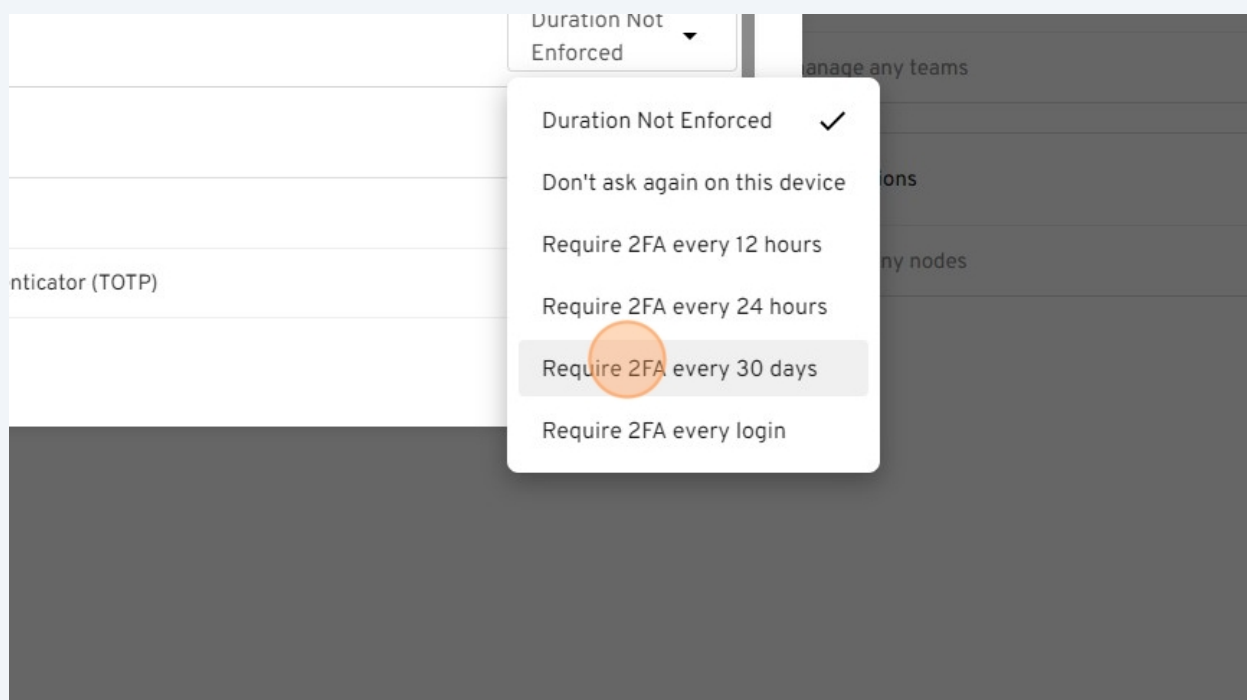 Duration Not
Enforced
anage any teams
Duration Not Enforced
Don't ask again on this device
ions
Require 2FA every 12 hours
ny nodes
enticator (TOTP)
Require 2FA every 24 hours
Require 2FA every 30 days
Require 2FA every login